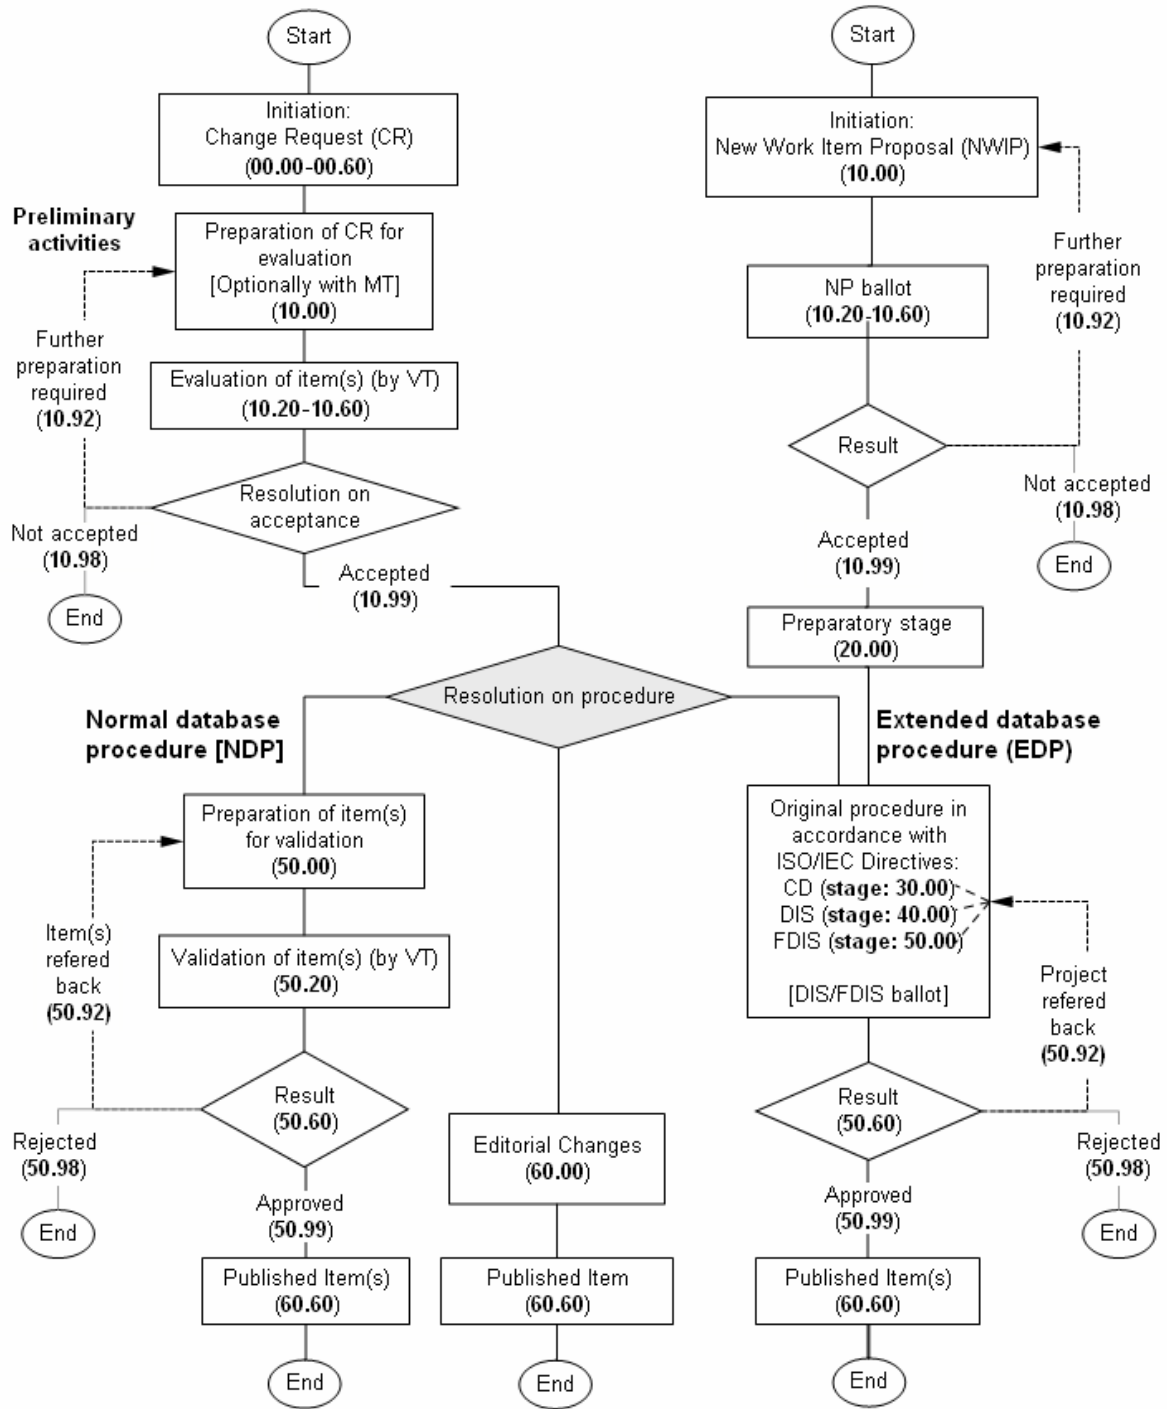 Start
Initiation:
Change Request (CR)
(00.00-00.60)
Preliminary
activities
Preparation of CR for
evaluation
[Optionally with MT]
(10.00)
Further
preparation
required
(10.92)
Evaluation of item(s) (by VT)
(10.20-10.60)
Resolution on
acceptance
Not accepted
(10.98)
End
Accepted
(10.99)
Start
Initiation:
New Work Item Proposal (NWIP)
(10.00)
Further
preparation
required
(10.92)
NP ballot
(10.20-10.60)
Result
Not accepted
(10.98)
End
Accepted
(10.99)
Preparatory stage
(20.00)
Resolution on procedure
Normal database
procedure [NDP]
Preparation of item(s)
for validation
(50.00)
Item(s)
refered
back
(50.92)
Validation of item(s) (by VT)
(50.20)
Result
(50.60)
Rejected
(50.98)
End
Approved
(50.99)
Published Item(s)
(60.60)
End
Editorial Changes
(60.00)
Published Item
(60.60)
End
Extended database
procedure (EDP)
Original procedure in
accordance with
ISO/IEC Directives:
CD (stage: 30.00)
DIS (stage: 40.00)
FDIS (stage: 50.00)
[DIS/FDIS ballot]
Project
refered
back
(50.92)
Result
(50.60)
Rejected
(50.98)
End
Approved
(50.99)
Published Item(s)
(60.60)
End